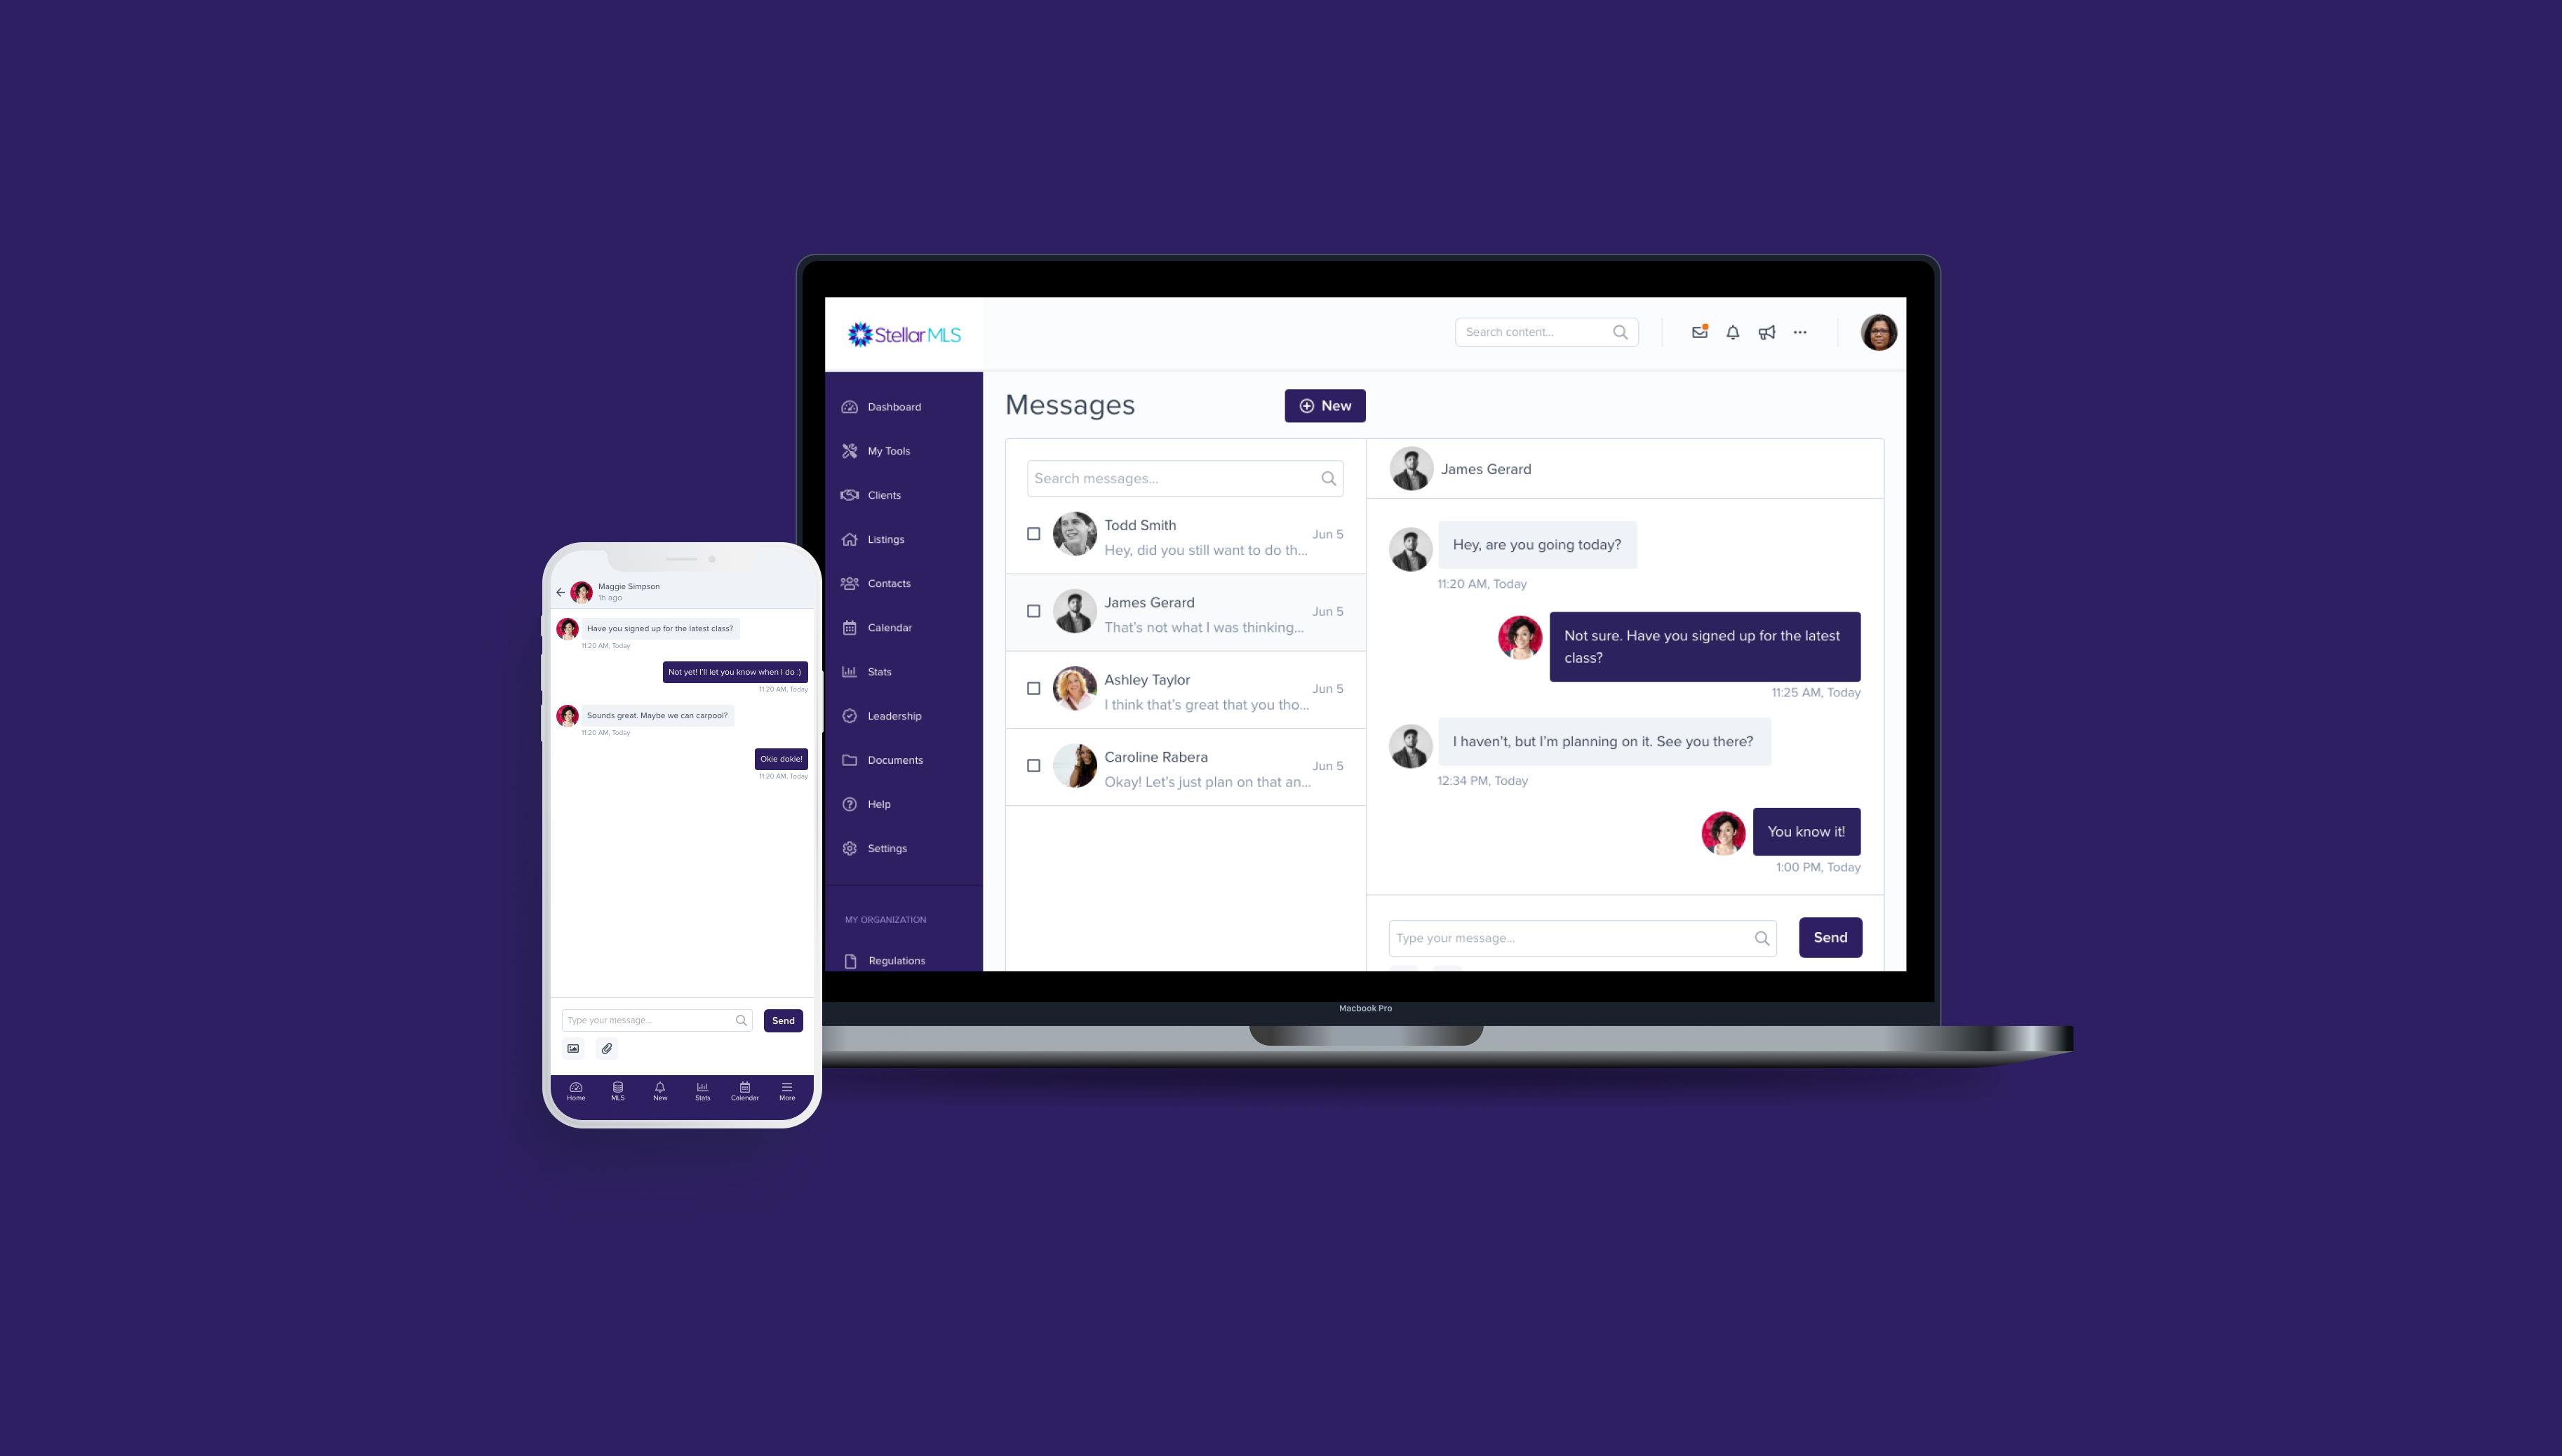 StellarMLS
Search content...
Dashboard
My Tools
Clients
Listings
Contacts
Calendar
Stats
Leadership
Documents
Help
Settings
MY ORGANIZATION
Regulations
Messages
New
Search messages...
Todd Smith
Hey, did you still want to do th...
Jun 5
James Gerard
That's not what I was thinking...
Jun 5
Ashley Taylor
I think that's great that you tho...
Jun 5
Caroline Rabera
Okay! Let's just plan on that an...
Jun 5
James Gerard
Hey, are you going today?
11:20 AM, Today
Not sure. Have you signed up for the latest
class?
11:25 AM, Today
I haven't, but I'm planning on it. See you there?
12:34 PM, Today
You know it!
1:00 PM, Today
Type your message...
Send
Macbook Pro
Maggie Simpson
1h ago
Have you signed up for the latest class?
11:20 AM, Today
Not yet! I'll let you know when I do :)
11:20 AM, Today
Sounds great. Maybe we can carpool?
11:20 AM, Today
Okie dokie!
11:20 AM, Today
Type your message...
Send
Home
MLS
New
Stats
Calendar
More